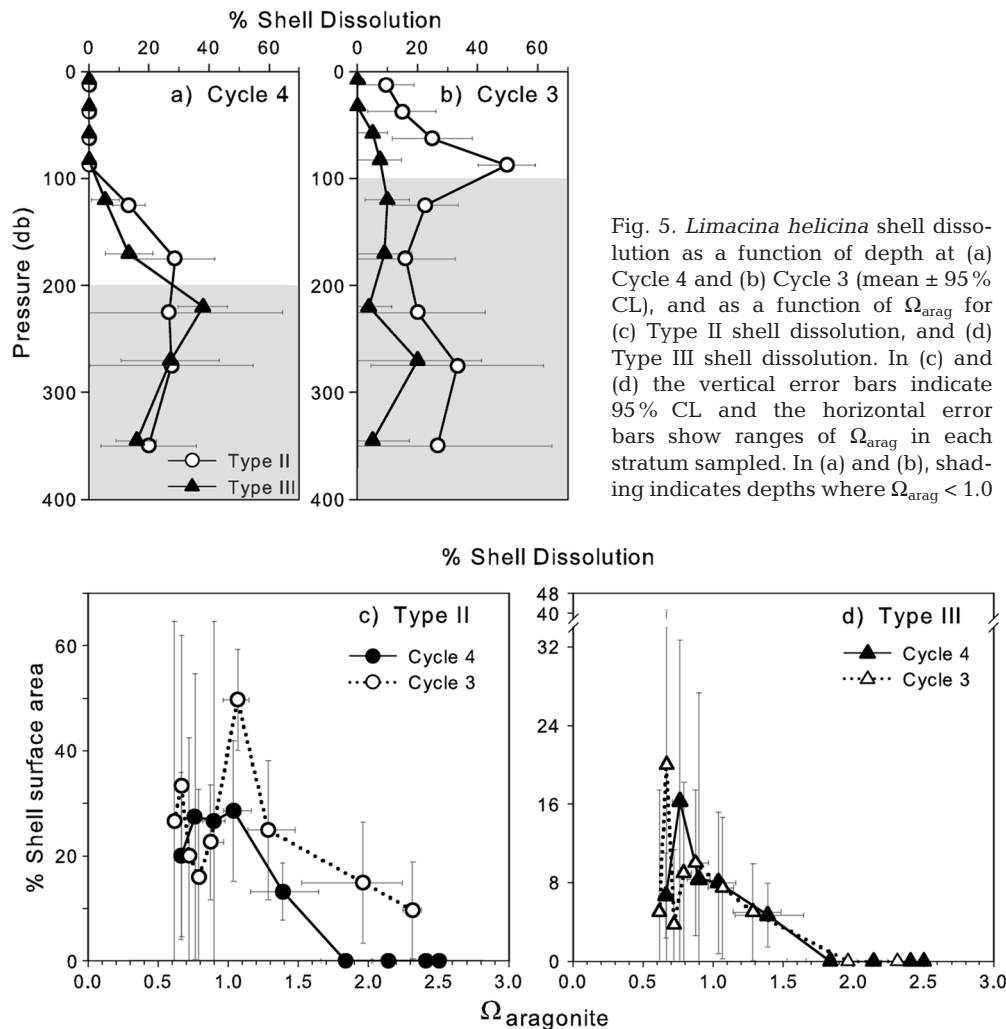 % Shell Dissolution
0 20 40 60 0 20 40 60
0
100
200
300
400
Pressure (db)
a) Cycle 4
Type II
Type III
b) Cycle 3
Fig. 5. Limacina helicina shell disso-
lution as a function of depth at (a)
Cycle 4 and (b) Cycle 3 (mean ± 95%
CL), and as a function of Ωarag for
(c) Type II shell dissolution, and (d)
Type III shell dissolution. In (c) and
(d) the vertical error bars indicate
95% CL and the horizontal error
bars show ranges of Ωarag in each
stratum sampled. In (a) and (b), shad-
ing indicates depths where Ωarag < 1.0
% Shell Dissolution
% Shell surface area
60
40
20
0
c) Type II
Cycle 4
Cycle 3
0.0 0.5 1.0 1.5 2.0 2.5 3.0
48
40
32
24
16
8
0
d) Type III
Cycle 4
Cycle 3
0.0 0.5 1.0 1.5 2.0 2.5 3.0
Ωaragonite